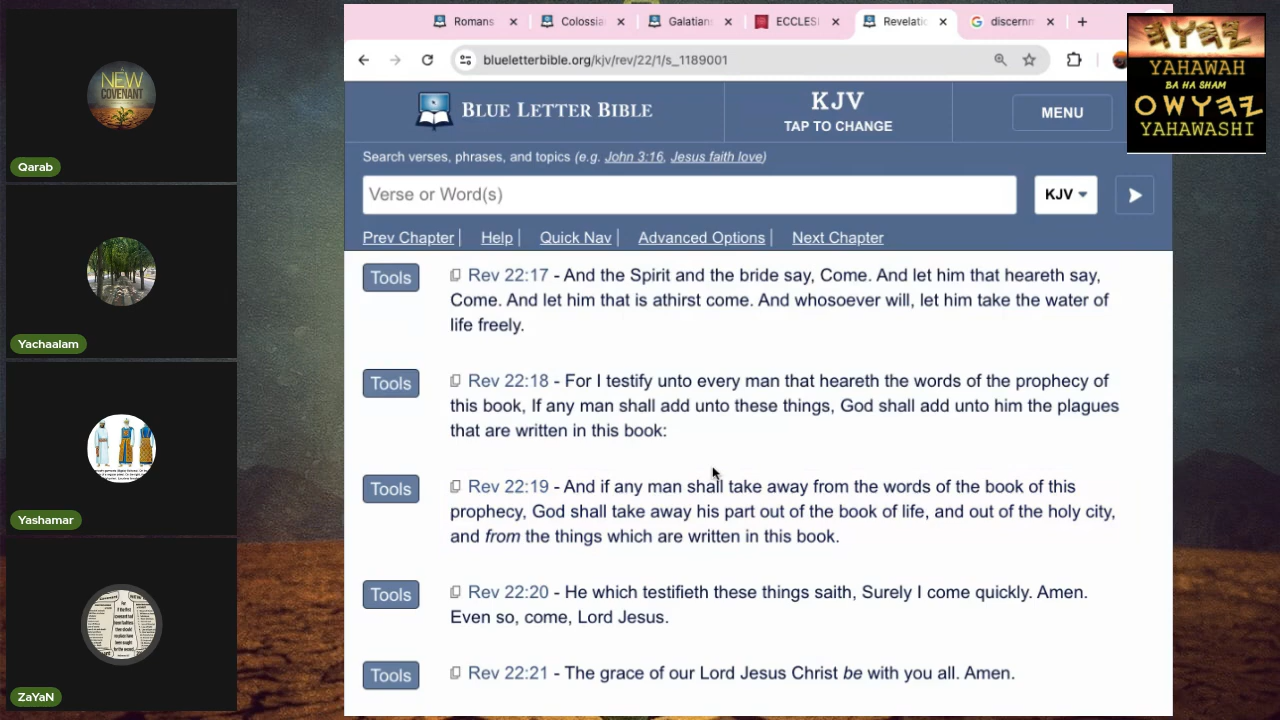 NEW
COVENANT
Qarab
Yachaalam
Yashamar
ZaYaN
Romans
Colossia
Galatian
ECCLESI
Revelati
discernm
blueletterbible.org/kjv/rev/22/1/s_1189001
BLUE LETTER BIBLE
KJV
TAP TO CHANGE
MENU
Search verses, phrases, and topics (e.g. John 3:16, Jesus faith love)
Verse or Word(s)
KJV
Prev Chapter | Help | Quick Nav | Advanced Options | Next Chapter
Tools
Rev 22:17 - And the Spirit and the bride say, Come. And let him that heareth say,
Come. And let him that is athirst come. And whosoever will, let him take the water of
life freely.
Tools
Rev 22:18 - For I testify unto every man that heareth the words of the prophecy of
this book, If any man shall add unto these things, God shall add unto him the plagues
that are written in this book:
Tools
Rev 22:19 - And if any man shall take away from the words of the book of this
prophecy, God shall take away his part out of the book of life, and out of the holy city,
and from the things which are written in this book.
Tools
Rev 22:20 - He which testifieth these things saith, Surely I come quickly. Amen.
Even so, come, Lord Jesus.
Tools
Rev 22:21 - The grace of our Lord Jesus Christ be with you all. Amen.
YAHAWAH
BA HA SHAM
YAHAWASHI